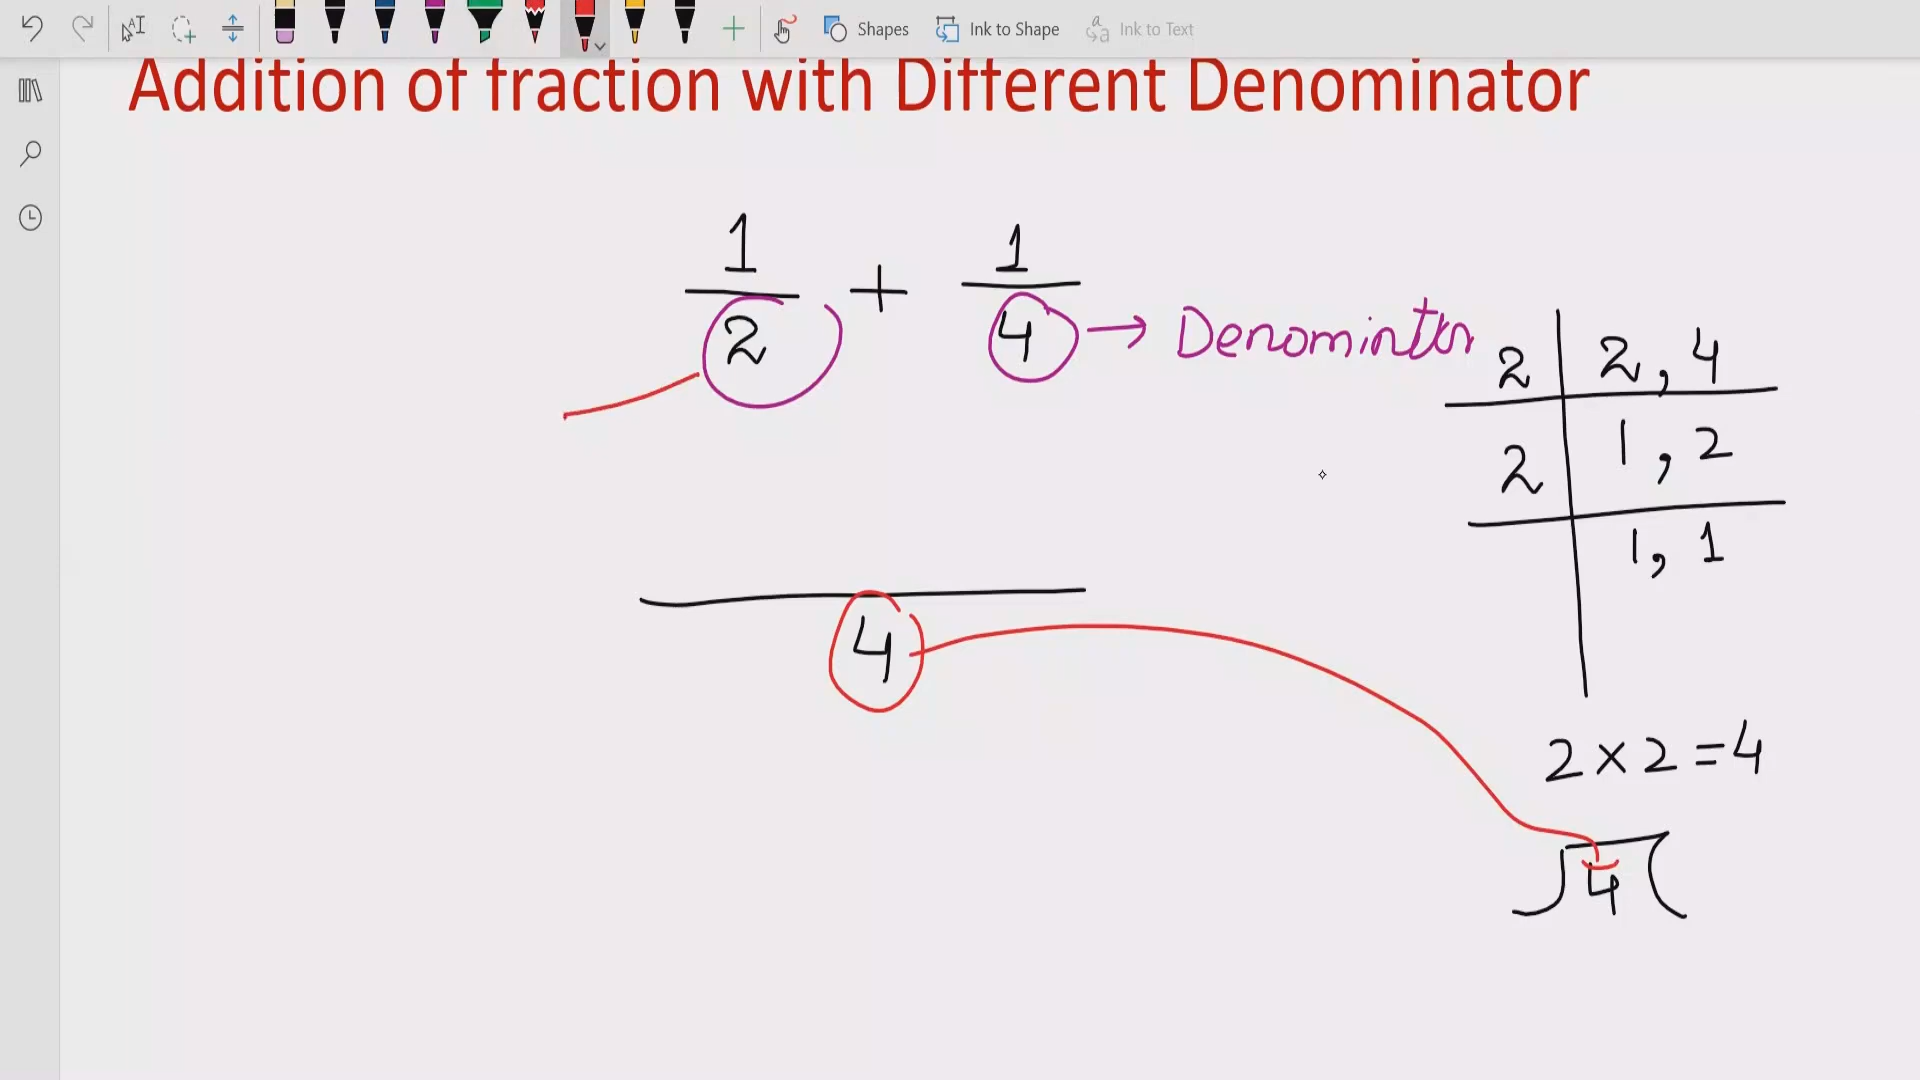 Shapes Ink to Shape Ink to Text
Addition of fraction with Different Denominator
1 1
+
2 4 → Denomintor
2 2, 4
2 1, 2
1, 1
4
2 × 2 = 4
4